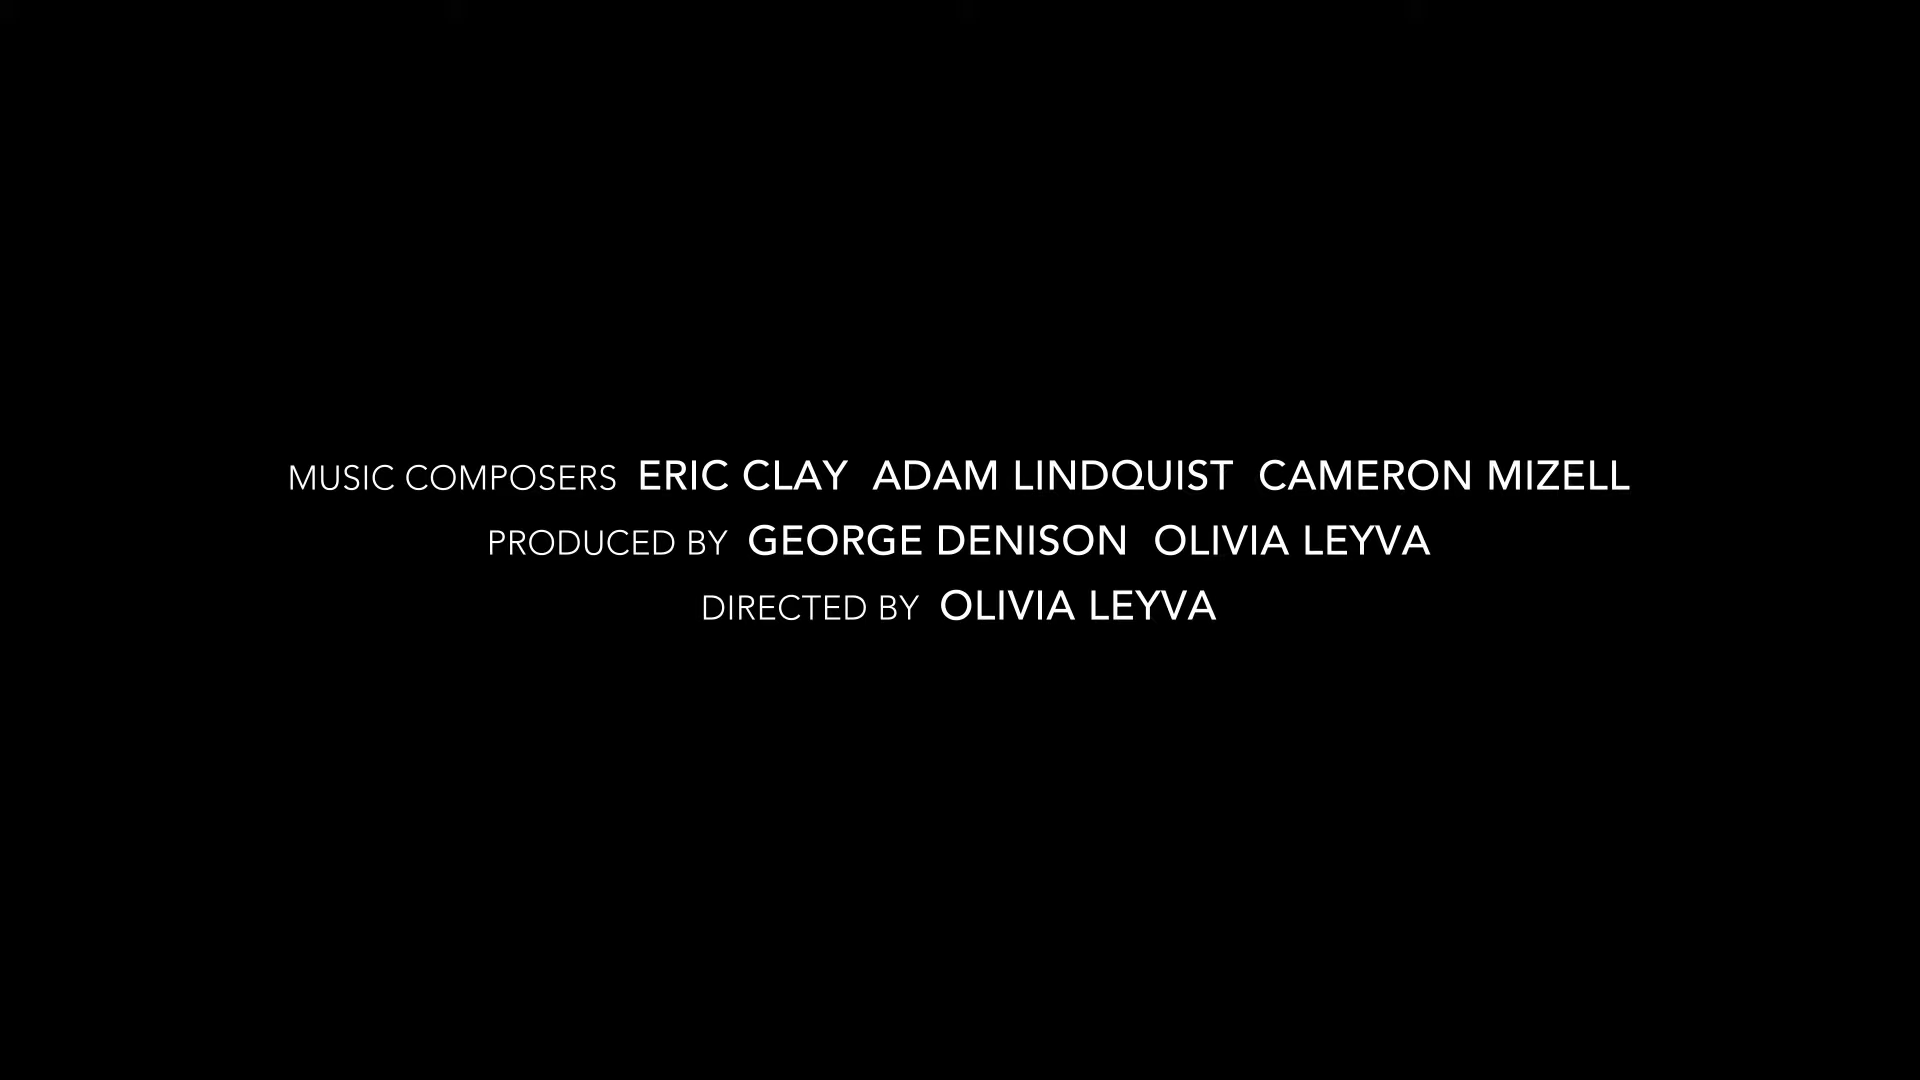 MUSIC COMPOSERS ERIC CLAY ADAM LINDQUIST CAMERON MIZELL
PRODUCED BY GEORGE DENISON OLIVIA LEYVA
DIRECTED BY OLIVIA LEYVA